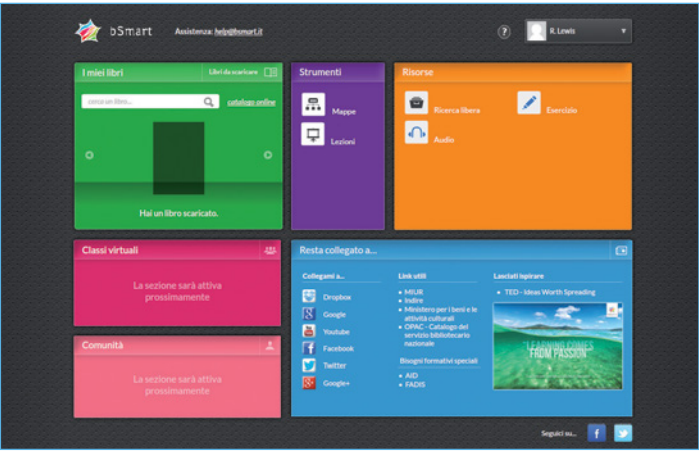 bSmart
Assistenza: help@bsmart.it
?
R. Lewis
I miei libri
Libri da scaricare
cerca un libro...
catalogo online
Hai un libro scaricato.
Strumenti
Mappe
Lezioni
Risorse
Ricerca libera
Esercizio
Audio
Classi virtuali
La sezione sarà attiva
prossimamente
Comunità
La sezione sarà attiva
prossimamente
Resta collegato a...
Collegami a...
Dropbox
Google
Youtube
Facebook
Twitter
Google+
Link utili
• MIUR
• Indire
• Ministero per i beni e le
attività culturali
• OPAC - Catalogo del
servizio bibliotecario
nazionale
Bisogni formativi speciali
• AID
• FADIS
Lasciati ispirare
• TED - Ideas Worth Spreading
"LEARNING COMES
FROM PASSION"
Seguici su...